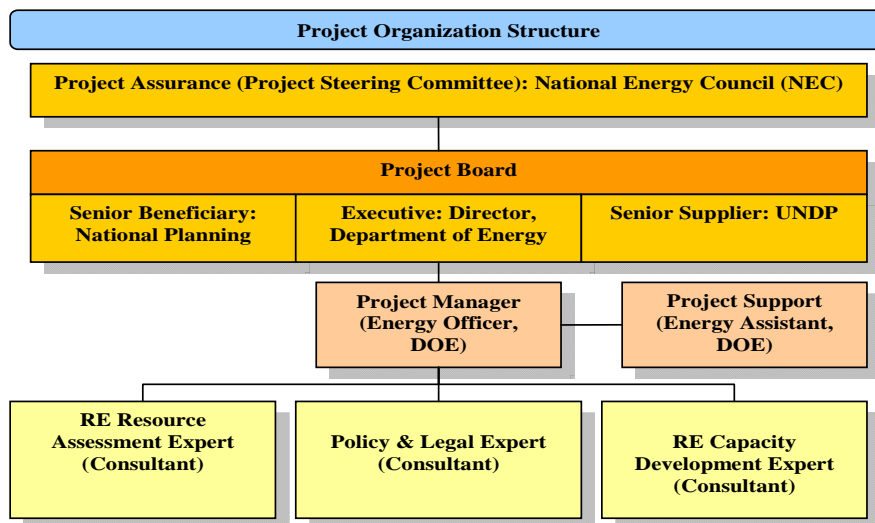 Project Organization Structure
Project Assurance (Project Steering Committee): National Energy Council (NEC)
Project Board
Senior Beneficiary:
National Planning
Executive: Director,
Department of Energy
Senior Supplier: UNDP
Project Manager
(Energy Officer,
DOE)
Project Support
(Energy Assistant,
DOE)
RE Resource
Assessment Expert
(Consultant)
Policy & Legal Expert
(Consultant)
RE Capacity
Development Expert
(Consultant)